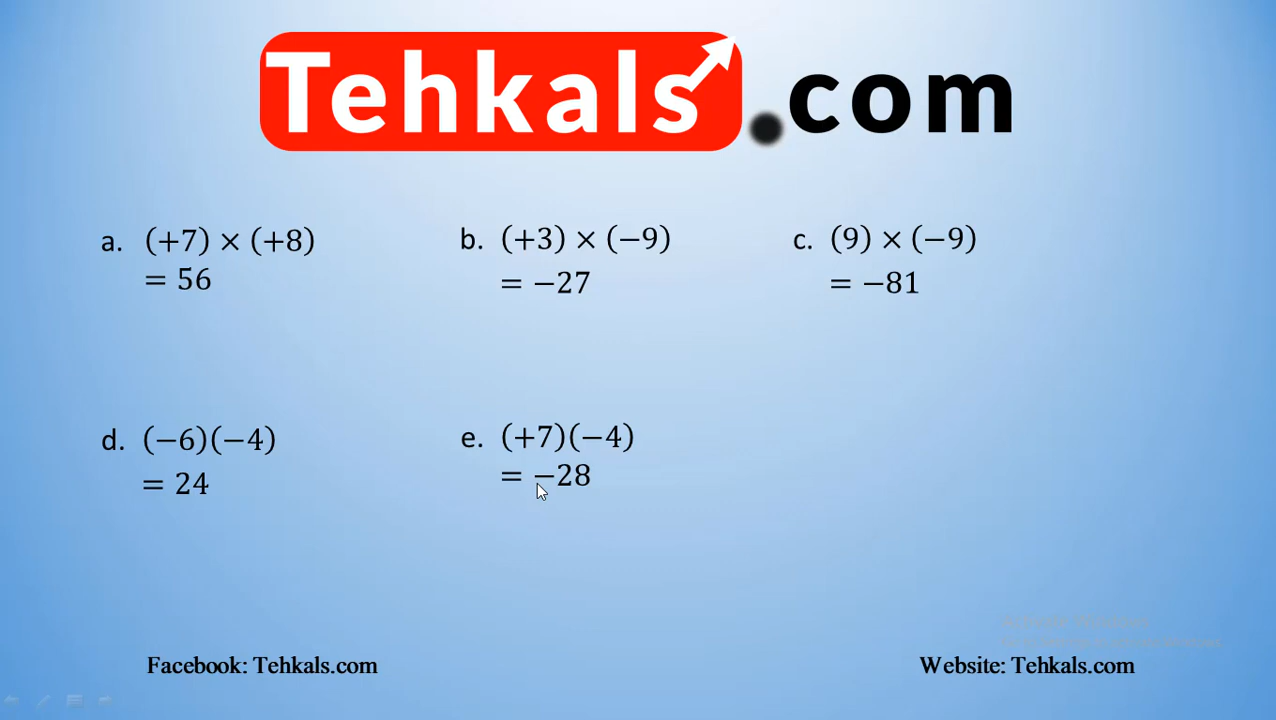 Tehkals.com
a. (+7) × (+8)
= 56
b. (+3) × (−9)
= −27
c. (9) × (−9)
= −81
d. (−6)(−4)
= 24
e. (+7)(−4)
= −28
Facebook: Tehkals.com
Website: Tehkals.com